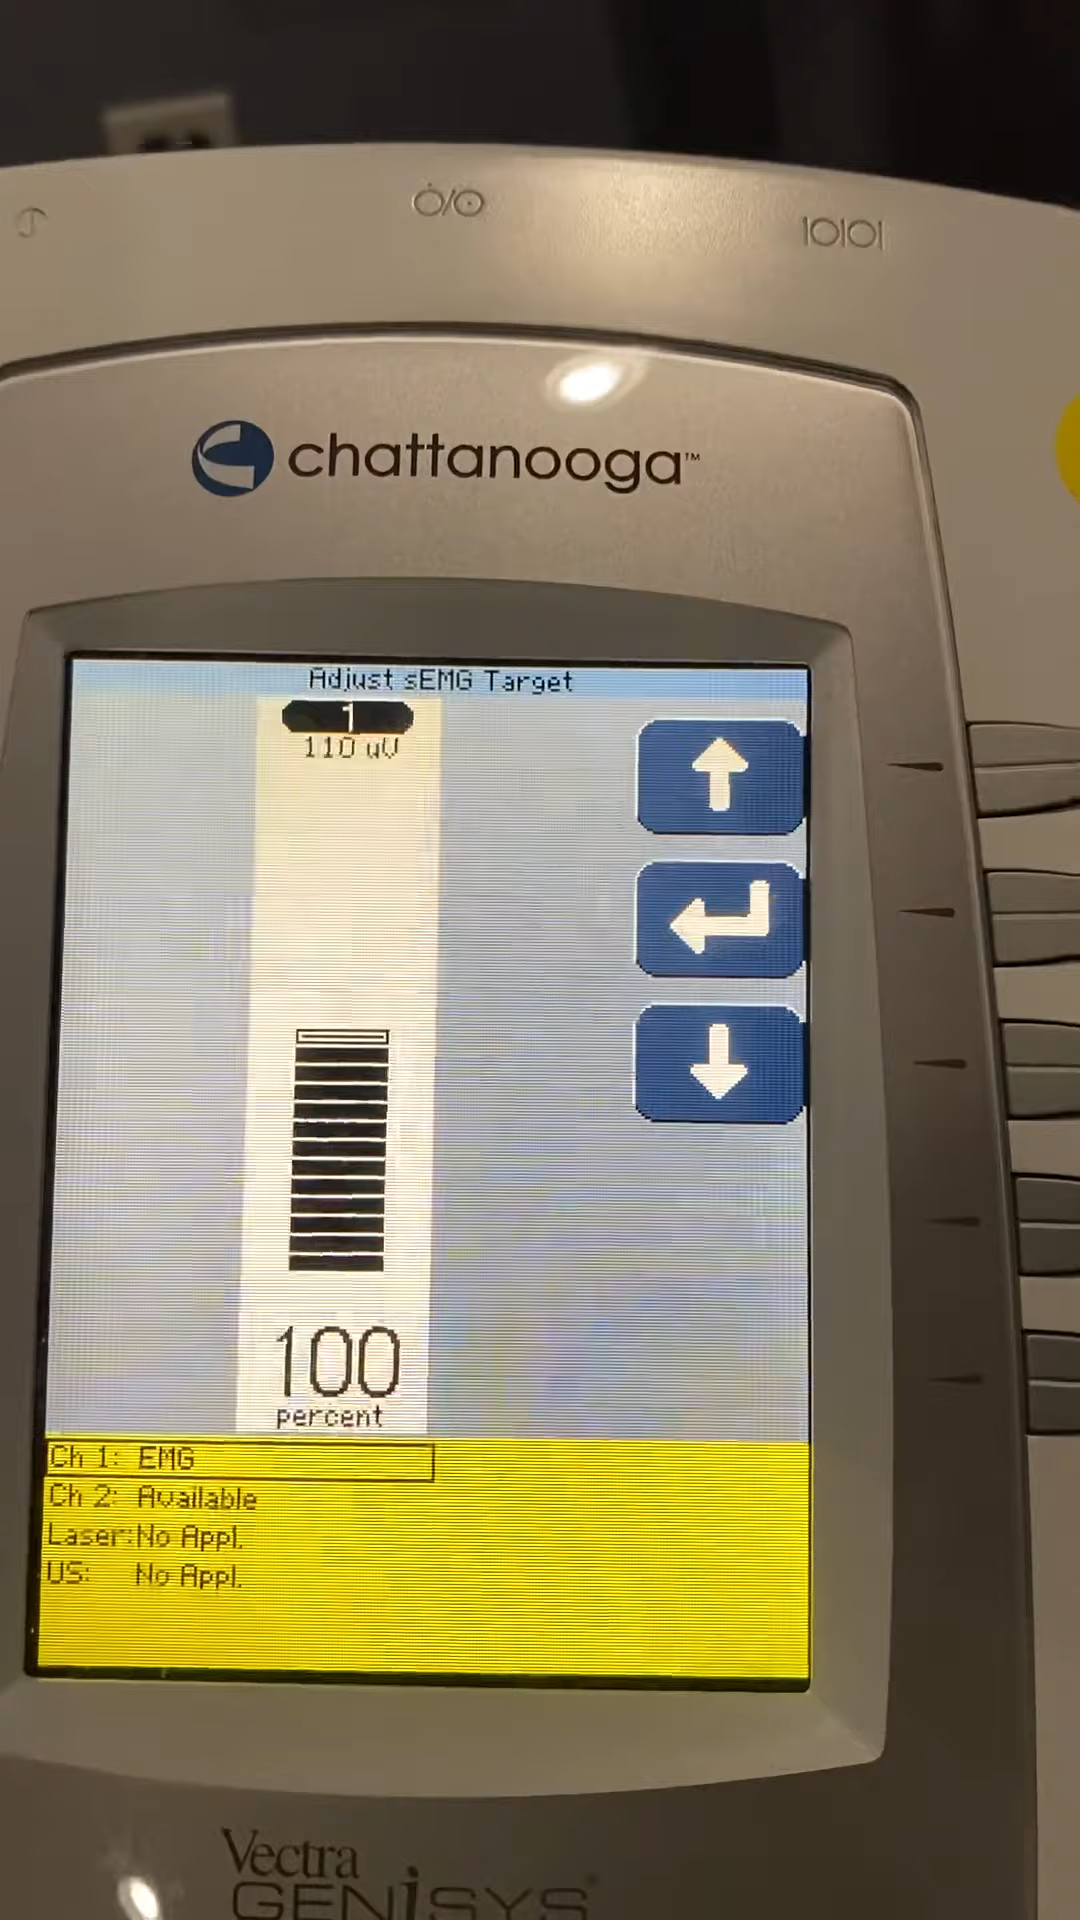 IOIOI
chattanooga™
Adjust sEMG Target
1
110 uV
100
percent
Ch 1: EMG
Ch 2: Available
Laser:No Appl.
US: No Appl.
Vectra
GENiSYS®